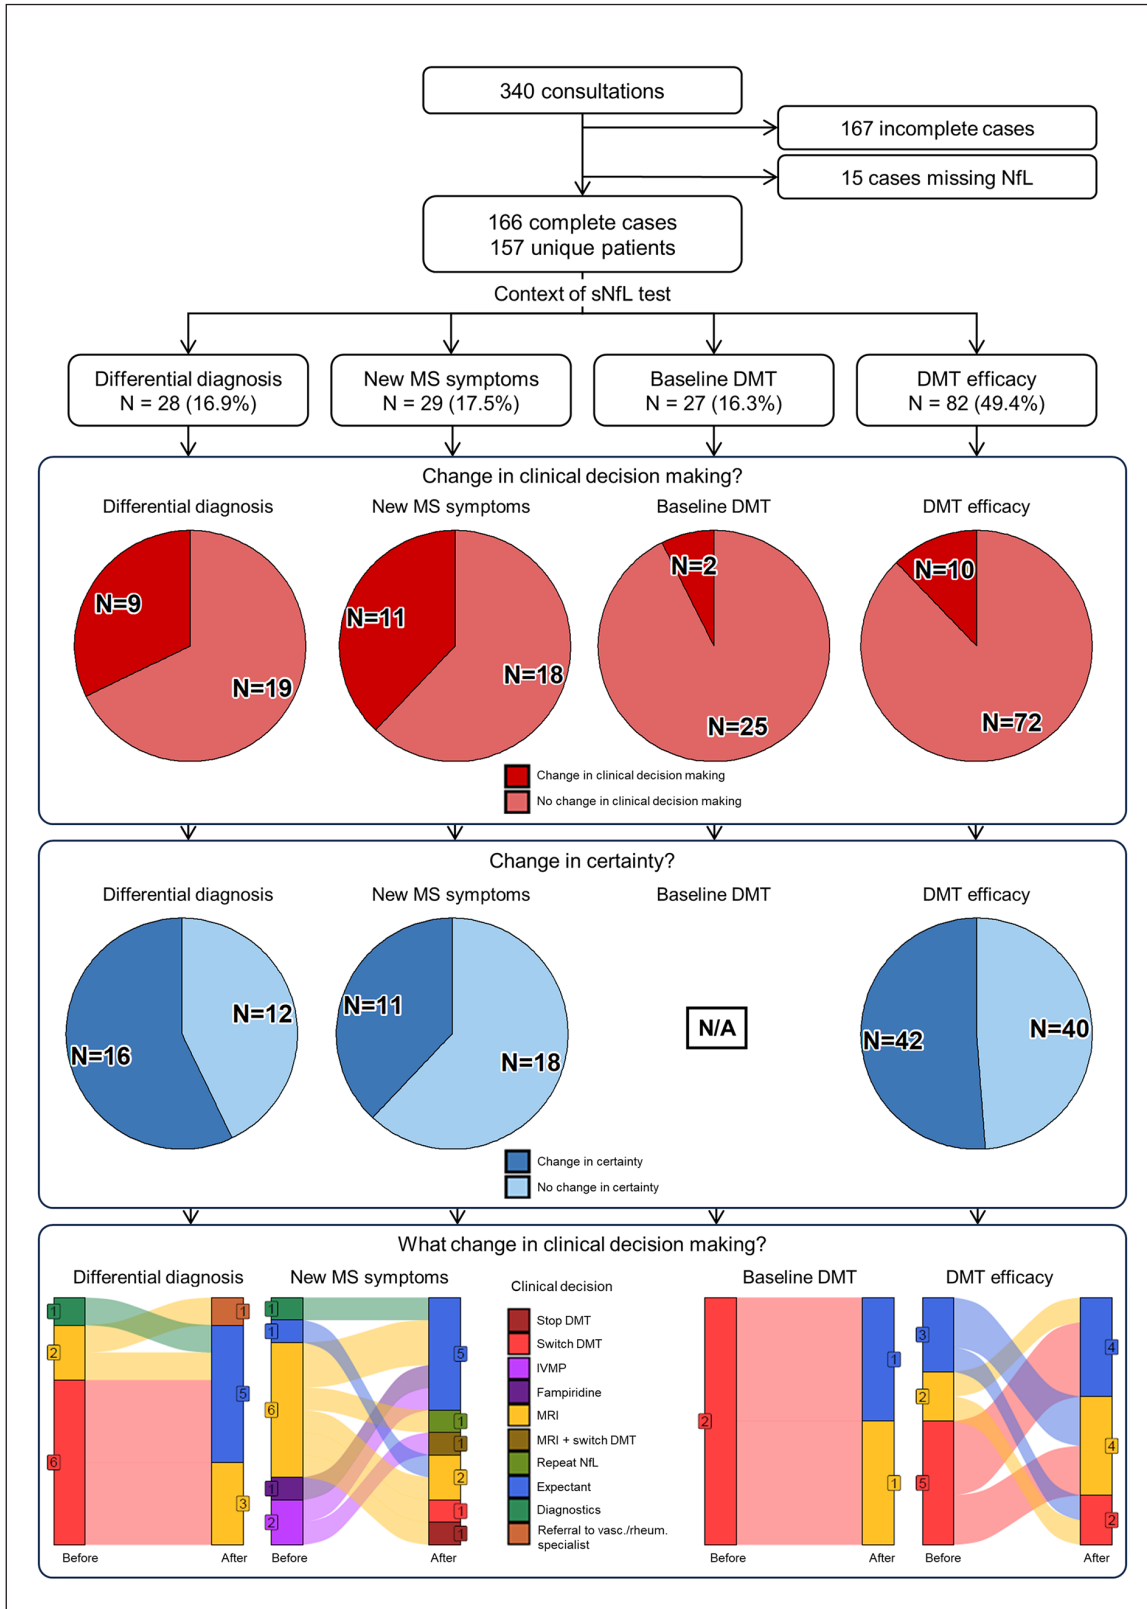 340 consultations
167 incomplete cases
15 cases missing NfL
166 complete cases
157 unique patients
Context of sNfL test
Differential diagnosis
N = 28 (16.9%)
New MS symptoms
N = 29 (17.5%)
Baseline DMT
N = 27 (16.3%)
DMT efficacy
N = 82 (49.4%)
Change in clinical decision making?
Differential diagnosis
New MS symptoms
Baseline DMT
DMT efficacy
N=9
N=19
N=11
N=18
N=2
N=25
N=10
N=72
Change in clinical decision making
No change in clinical decision making
Change in certainty?
Differential diagnosis
New MS symptoms
Baseline DMT
DMT efficacy
N=16
N=12
N=11
N=18
N/A
N=42
N=40
Change in certainty
No change in certainty
What change in clinical decision making?
Differential diagnosis
1
2
6
1
5
3
Before
After
New MS symptoms
1
1
6
1
2
5
1
1
2
1
1
Before
After
Clinical decision
Stop DMT
Switch DMT
IVMP
Fampiridine
MRI
MRI + switch DMT
Repeat NfL
Expectant
Diagnostics
Referral to vasc./rheum.
specialist
Baseline DMT
2
1
1
Before
After
DMT efficacy
3
2
5
4
4
2
Before
After